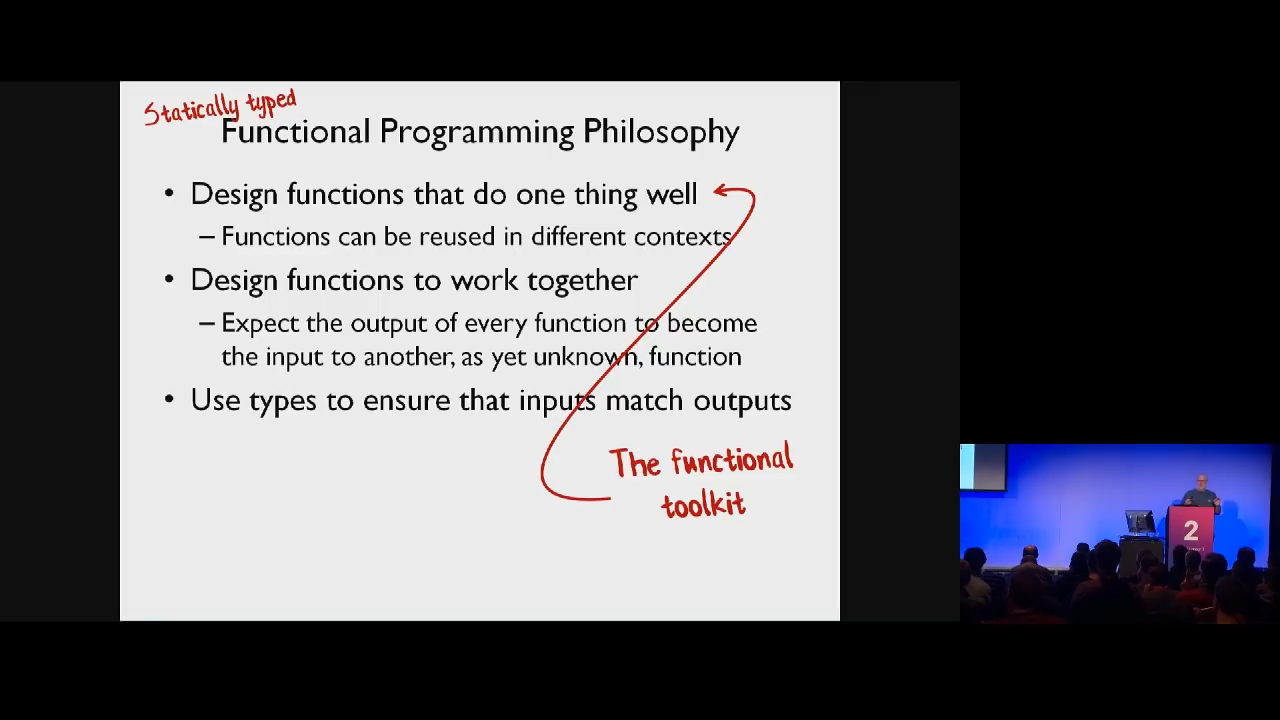 Statically typed
Functional Programming Philosophy
• Design functions that do one thing well
– Functions can be reused in different contexts
• Design functions to work together
– Expect the output of every function to become
the input to another, as yet unknown, function
• Use types to ensure that inputs match outputs
The functional
toolkit
2